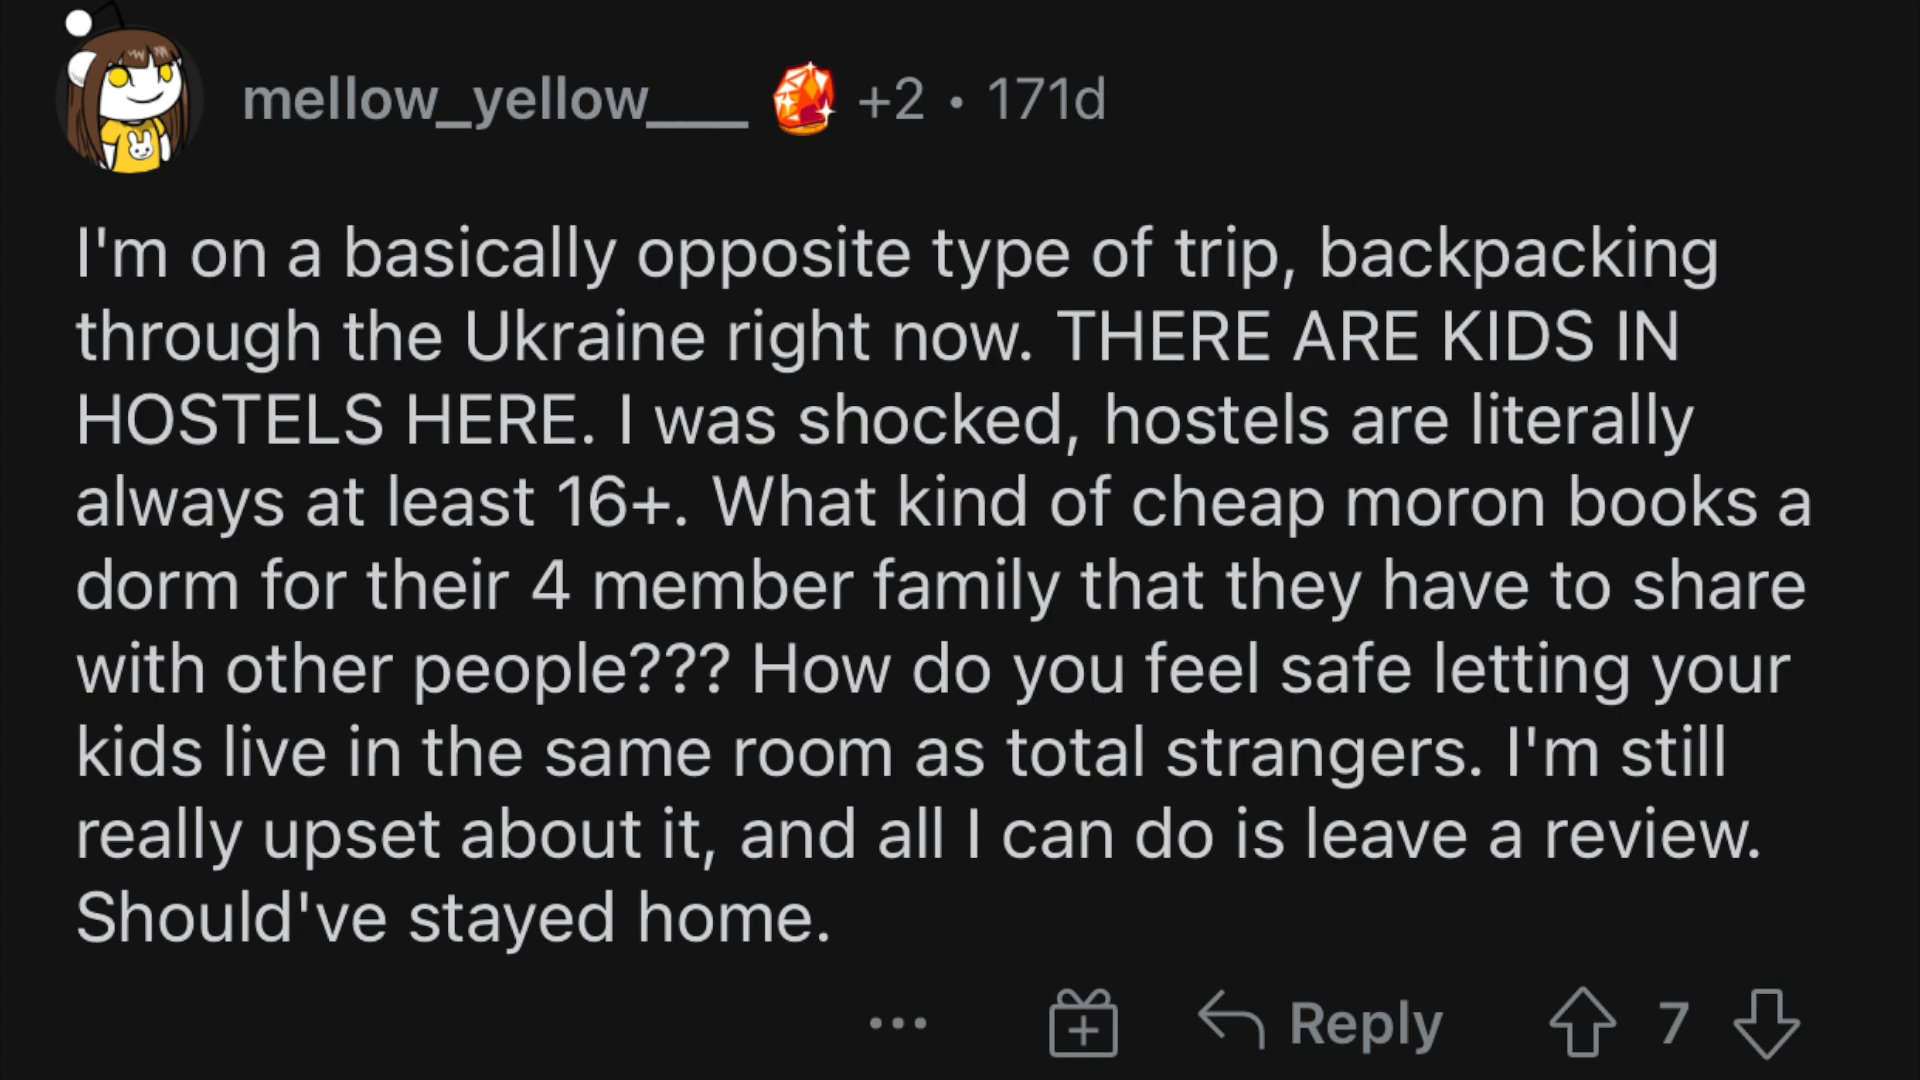 mellow_yellow___ +2 • 171d
I'm on a basically opposite type of trip, backpacking
through the Ukraine right now. THERE ARE KIDS IN
HOSTELS HERE. I was shocked, hostels are literally
always at least 16+. What kind of cheap moron books a
dorm for their 4 member family that they have to share
with other people??? How do you feel safe letting your
kids live in the same room as total strangers. I'm still
really upset about it, and all I can do is leave a review.
Should've stayed home.
... Reply 7